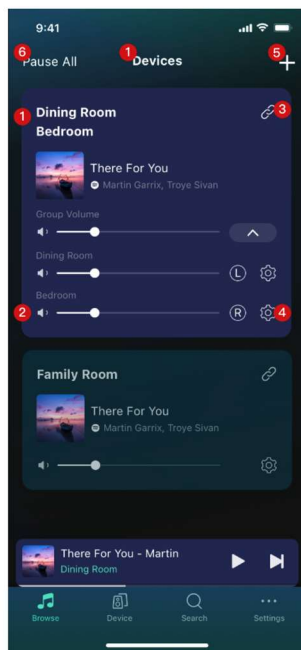 9:41
6
Pause All
1
Devices
5
1
Dining Room
Bedroom
3
There For You
Martin Garrix, Troye Sivan
Group Volume
Dining Room
L
Bedroom
2
R
4
Family Room
There For You
Martin Garrix, Troye Sivan
There For You - Martin
Dining Room
Browse
Device
Search
Settings